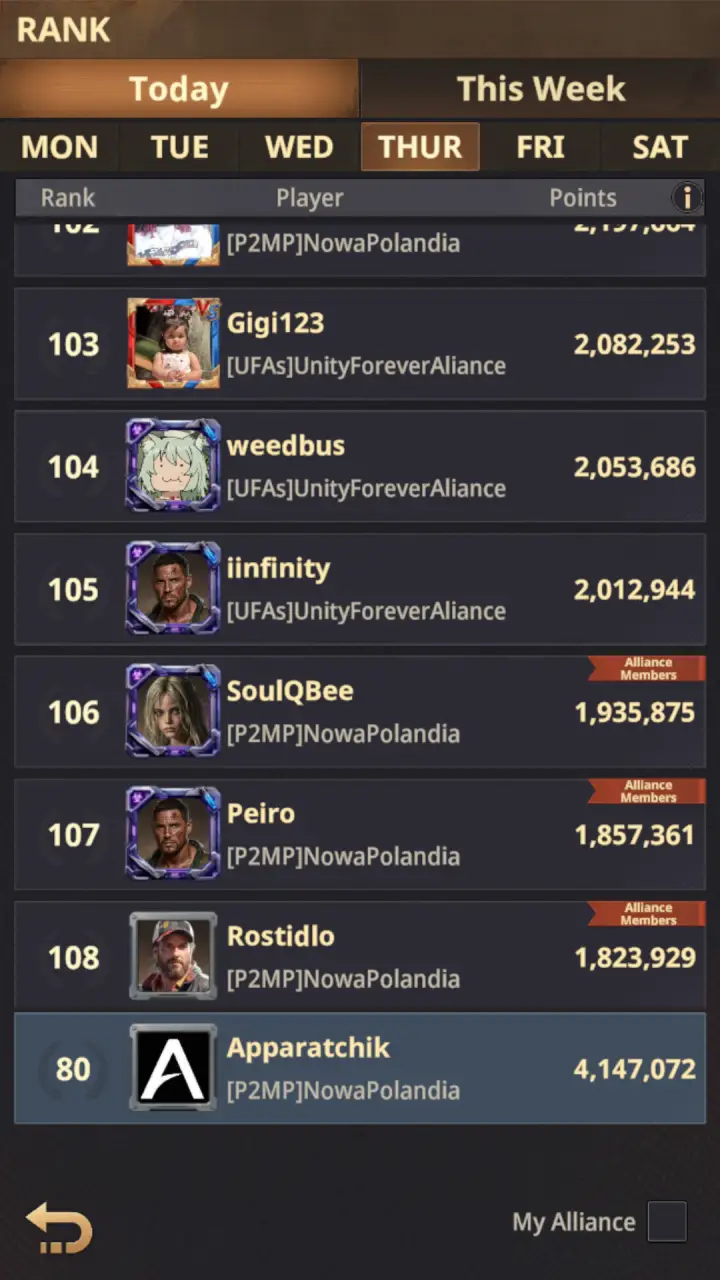 RANK
Today This Week
MON TUE WED THUR FRI SAT
Rank Player Points i
102
[P2MP]NowaPolandia
103 Gigi123 2,082,253
[UFAs]UnityForeverAliance
104 weedbus 2,053,686
[UFAs]UnityForeverAliance
105 iinfinity 2,012,944
[UFAs]UnityForeverAliance
Alliance
Members
106 SoulQBee 1,935,875
[P2MP]NowaPolandia
Alliance
Members
107 Peiro 1,857,361
[P2MP]NowaPolandia
Alliance
Members
108 Rostidlo 1,823,929
[P2MP]NowaPolandia
80 Apparatchik 4,147,072
[P2MP]NowaPolandia
My Alliance